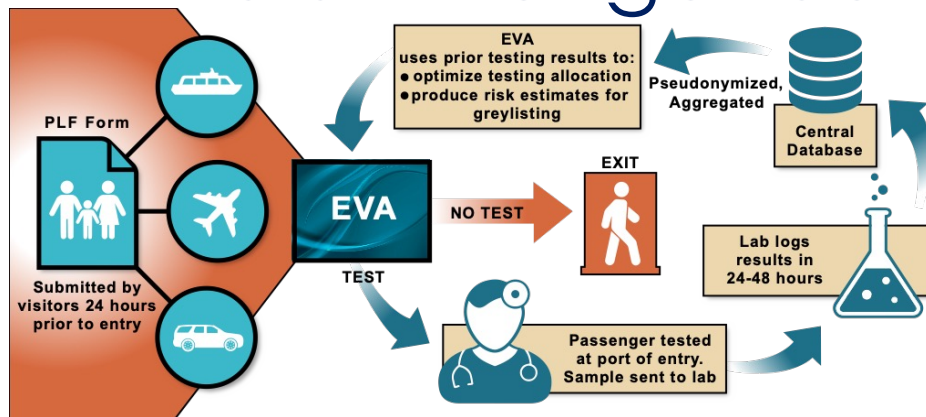 PLF Form
Submitted by
visitors 24 hours
prior to entry
EVA
uses prior testing results to:
● optimize testing allocation
● produce risk estimates for
greylisting
EVA
NO TEST
TEST
EXIT
Passenger tested
at port of entry.
Sample sent to lab
Lab logs
results in
24-48 hours
Central
Database
Pseudonymized,
Aggregated